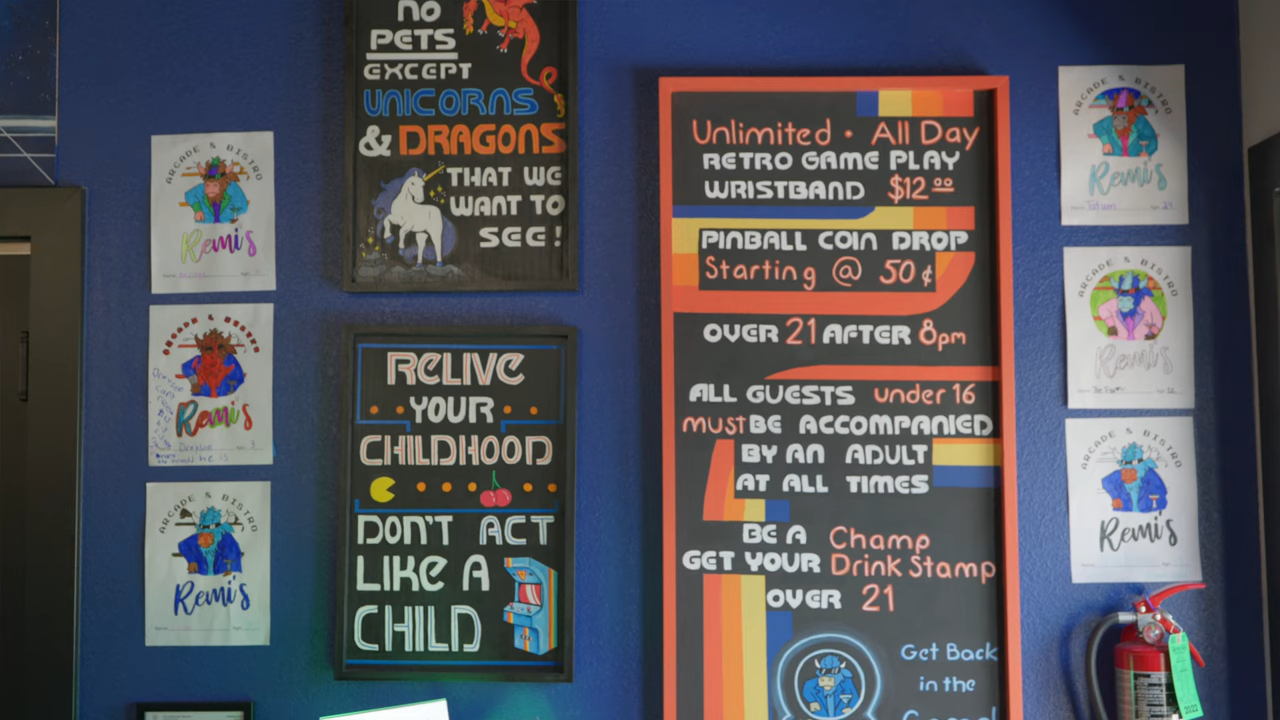 NO
PETS
EXCEPT
UNICORNS
& DRAGONS
THAT WE
WANT TO
SEE!
RELIVE
YOUR
CHILDHOOD
DON'T ACT
LIKE A
CHILD
Unlimited • All Day
RETRO GAME PLAY
WRISTBAND $12.00
PINBALL COIN DROP
Starting @ 50¢
OVER 21 AFTER 8pm
ALL GUESTS under 16
must BE ACCOMPANIED
BY AN ADULT
AT ALL TIMES
BE A Champ
GET YOUR Drink Stamp
OVER 21
Get Back
in the
Game!
ARCADE & BISTRO
Remi's
ARCADE & BISTRO
Remi's
ARCADE & BISTRO
Remi's
ARCADE & BISTRO
Remi's
Tatum
ARCADE & BISTRO
Remi's
ARCADE & BISTRO
Remi's
2022